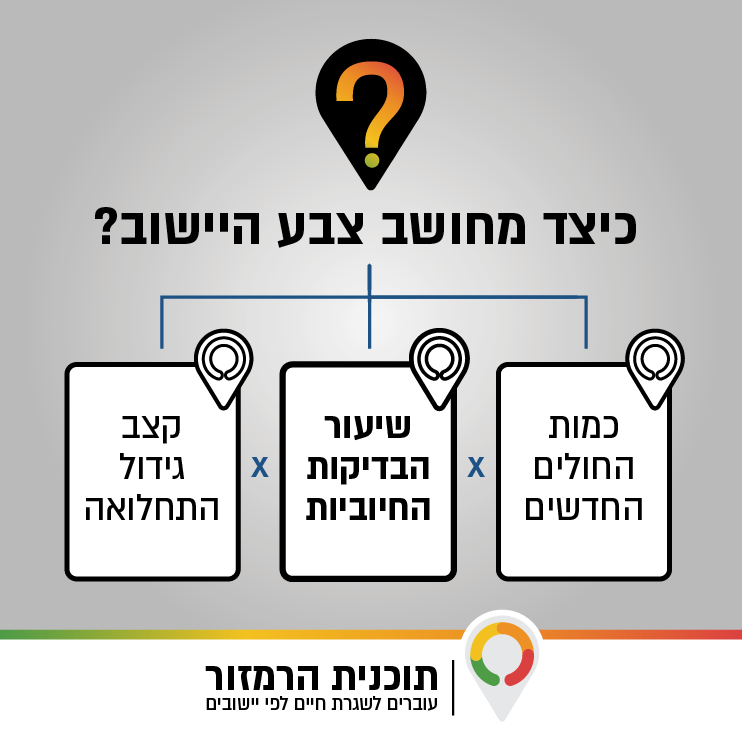 ?
כיצד מחושב צבע היישוב?
כמות
החולים
החדשים
x
שיעור
הבדיקות
החיוביות
x
קצב
גידול
התחלואה
תוכנית הרמזור
עוברים לשגרת חיים לפי יישובים